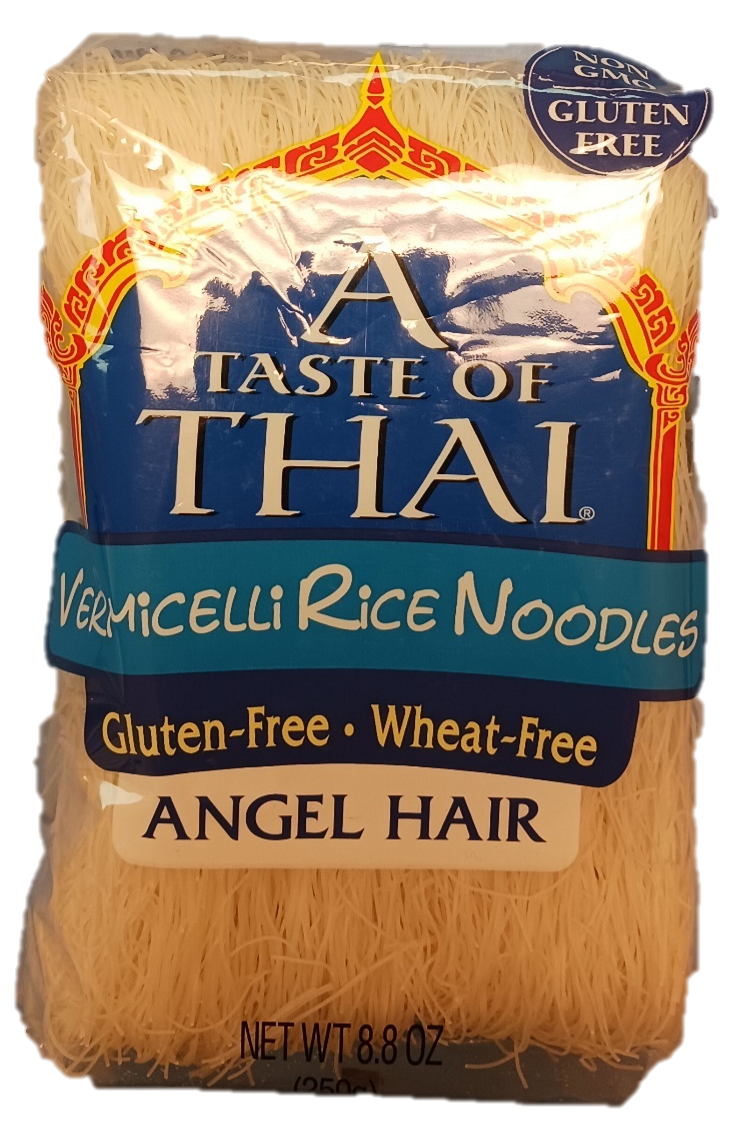 NON
GMO
GLUTEN
FREE
A
TASTE OF
THAI®
VERMiCELLi RiCE NOODLES
Gluten-Free • Wheat-Free
ANGEL HAIR
NET WT 8.8 OZ
(250g)